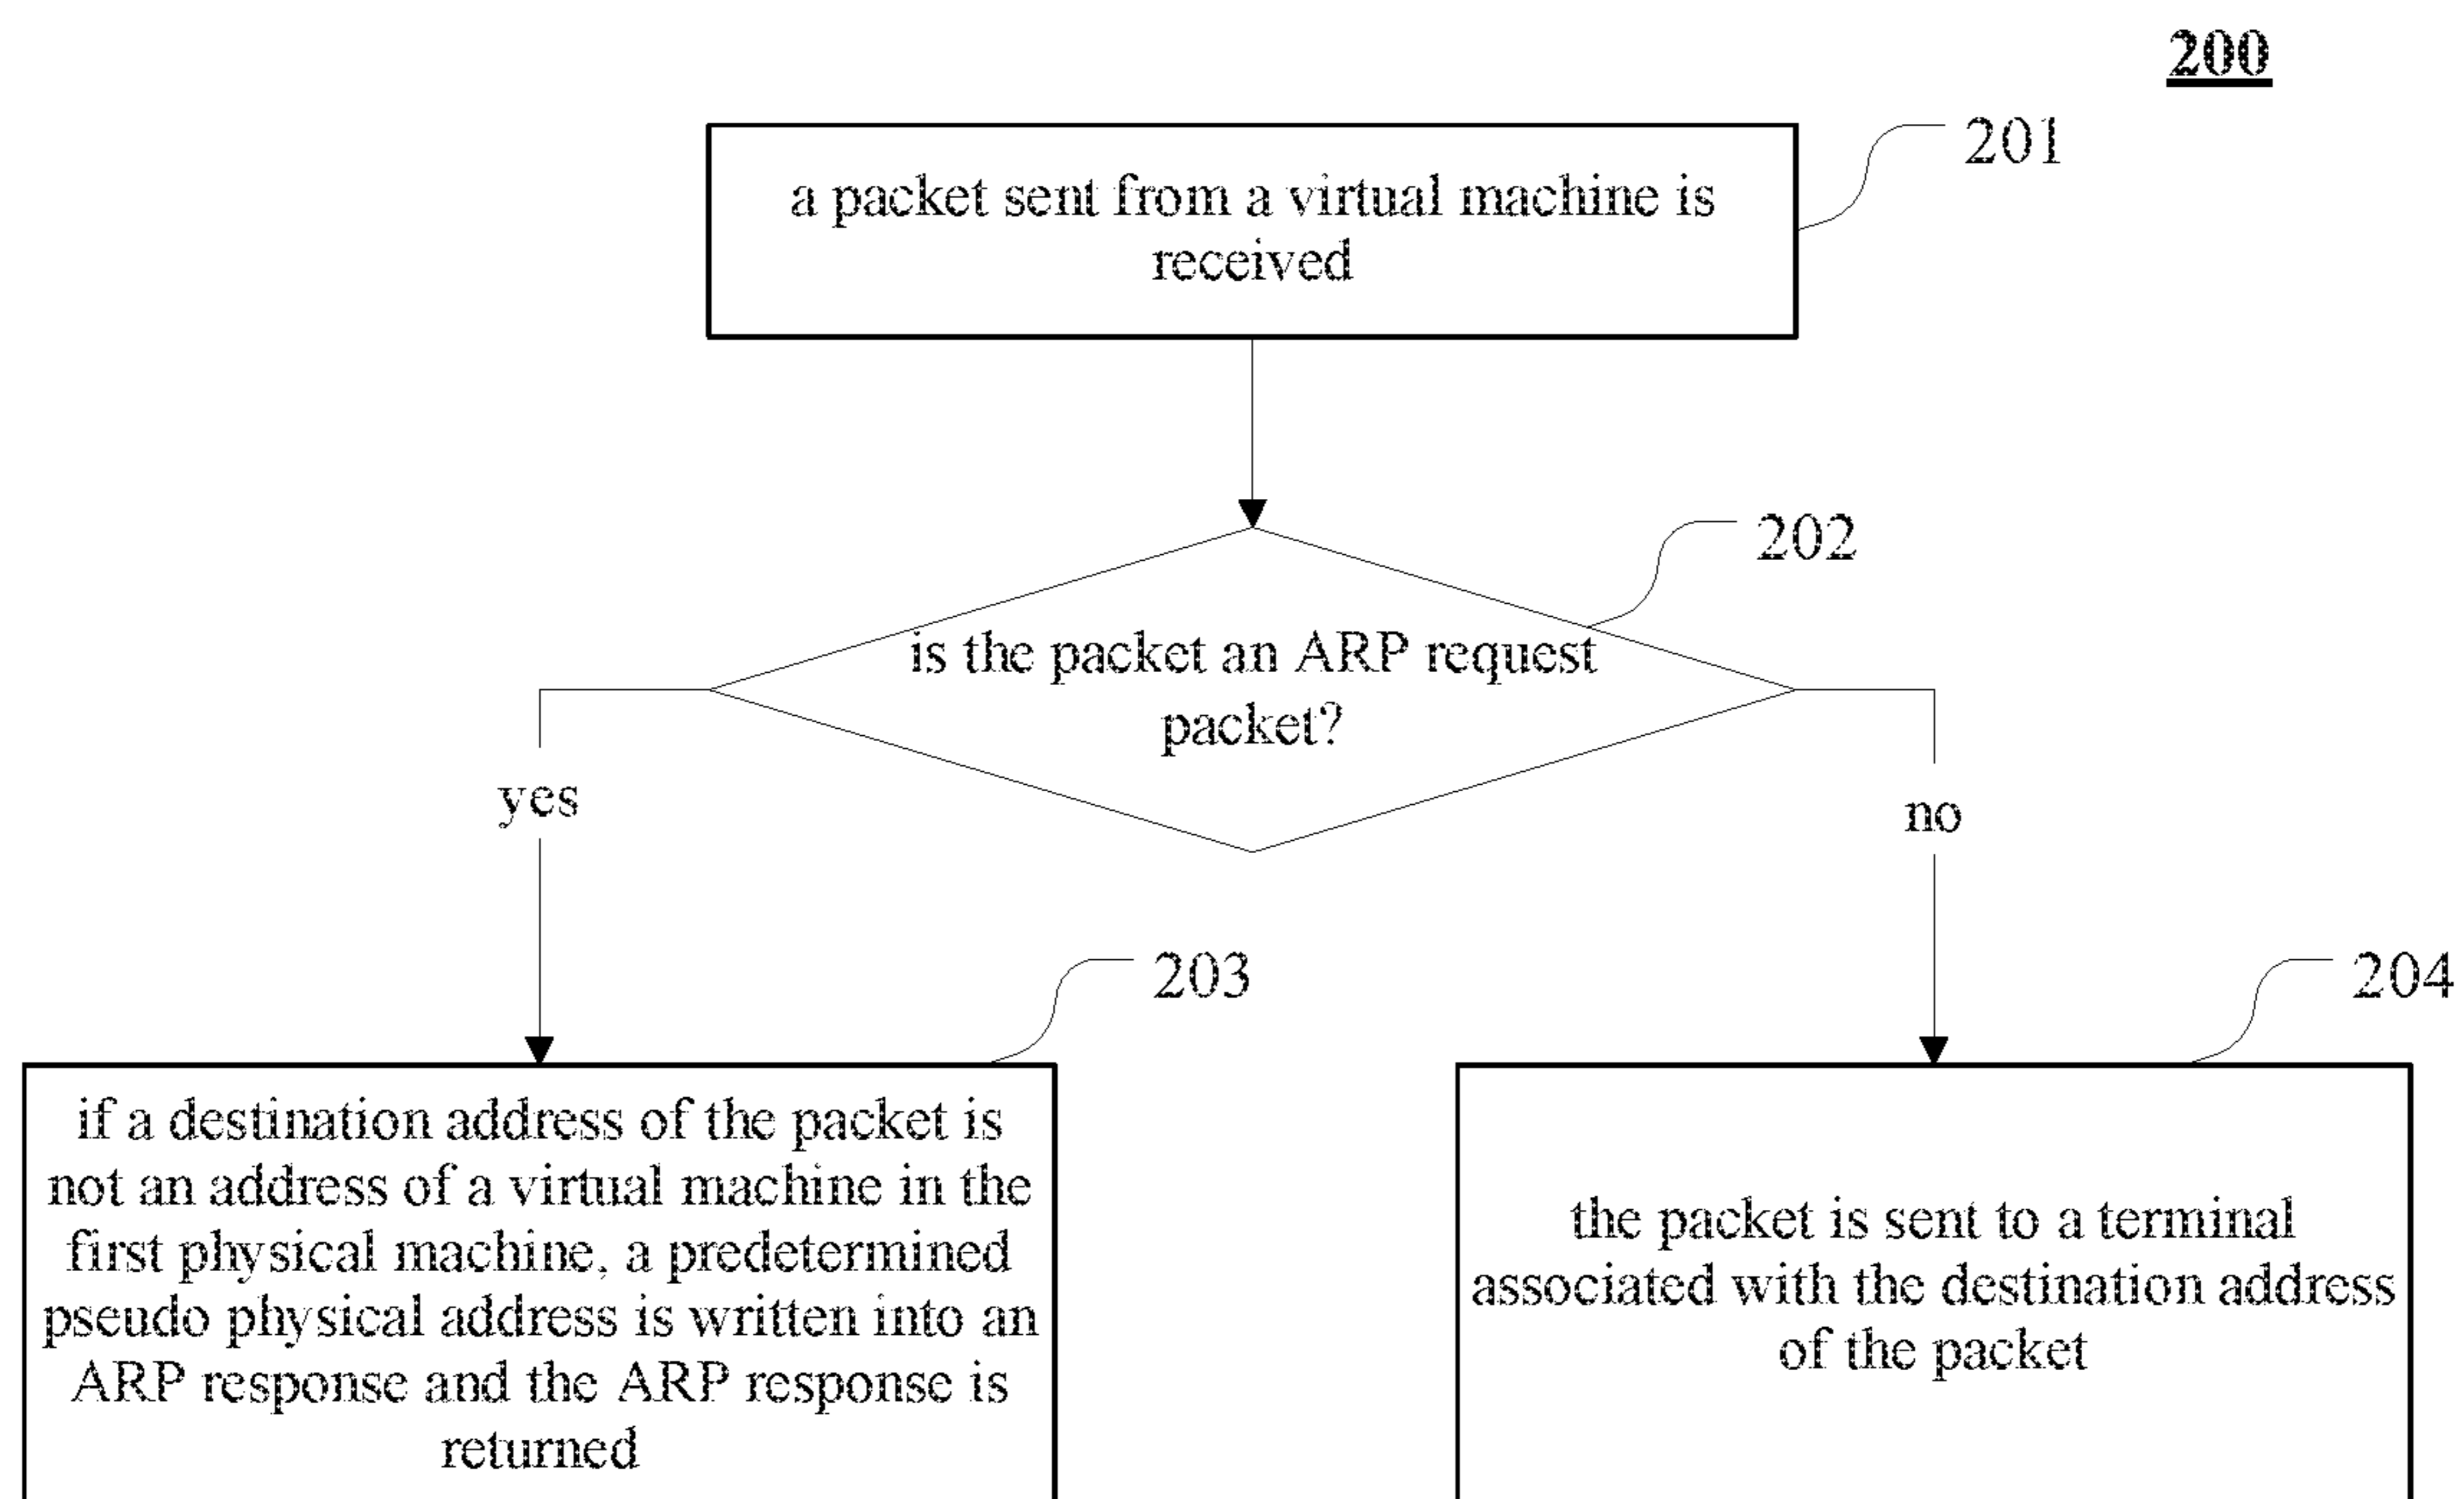 200
201
a packet sent from a virtual machine is
received
202
is the packet an ARP request
packet?
yes
no
203
204
if a destination address of the packet is
not an address of a virtual machine in the
first physical machine, a predetermined
pseudo physical address is written into an
ARP response and the ARP response is
returned
the packet is sent to a terminal
associated with the destination address
of the packet